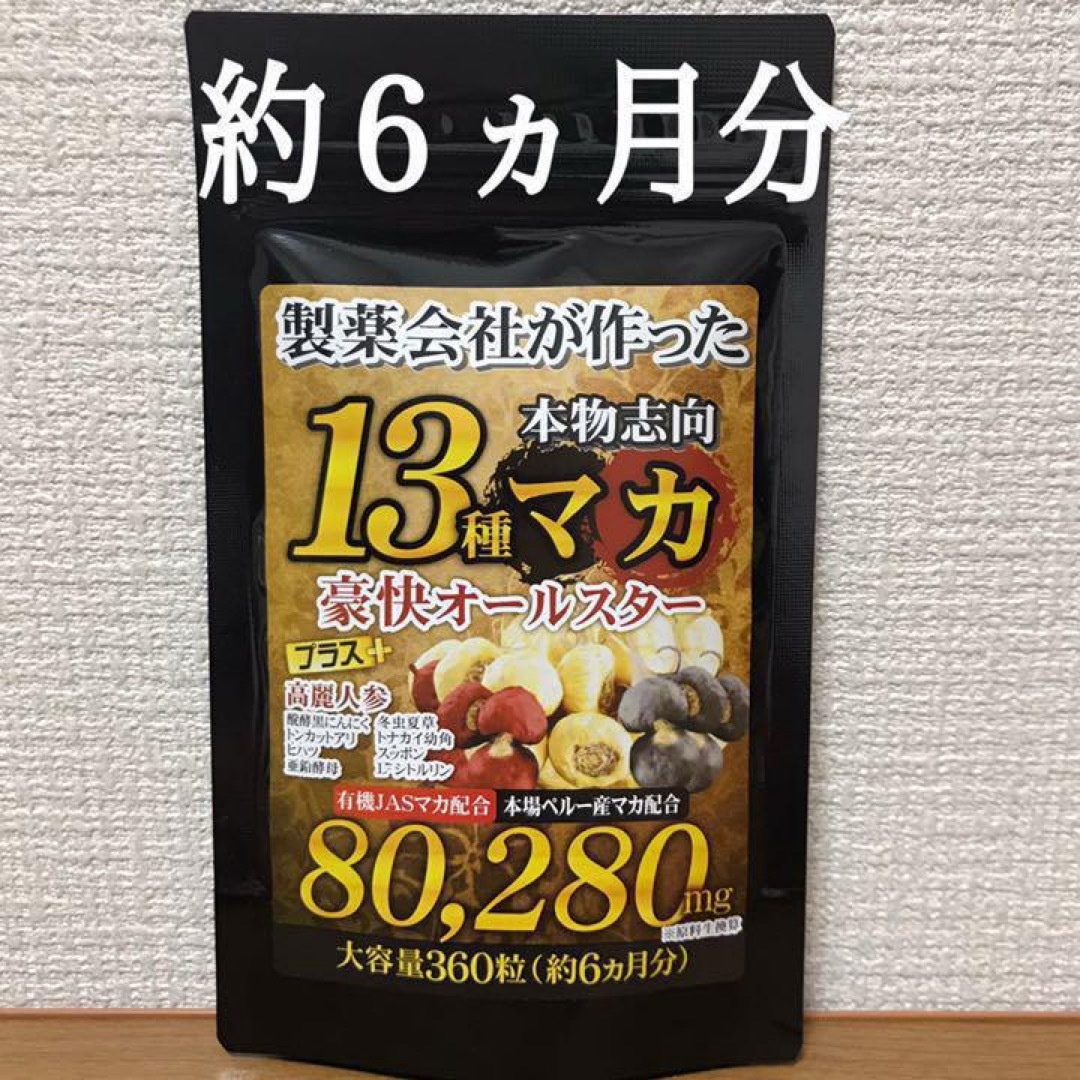 約6ヵ月分
製薬会社が作った
本物志向
13種マカ
豪快オールスター
プラス+
高麗人参
醗酵黒にんにく 冬虫夏草
トンカットアリ トナカイ幼角
ヒハツ スッポン
亜鉛酵母 L-シトルリン
有機JASマカ配合 本場ペルー産マカ配合
80,280mg
※原料生換算
大容量360粒(約6ヵ月分)